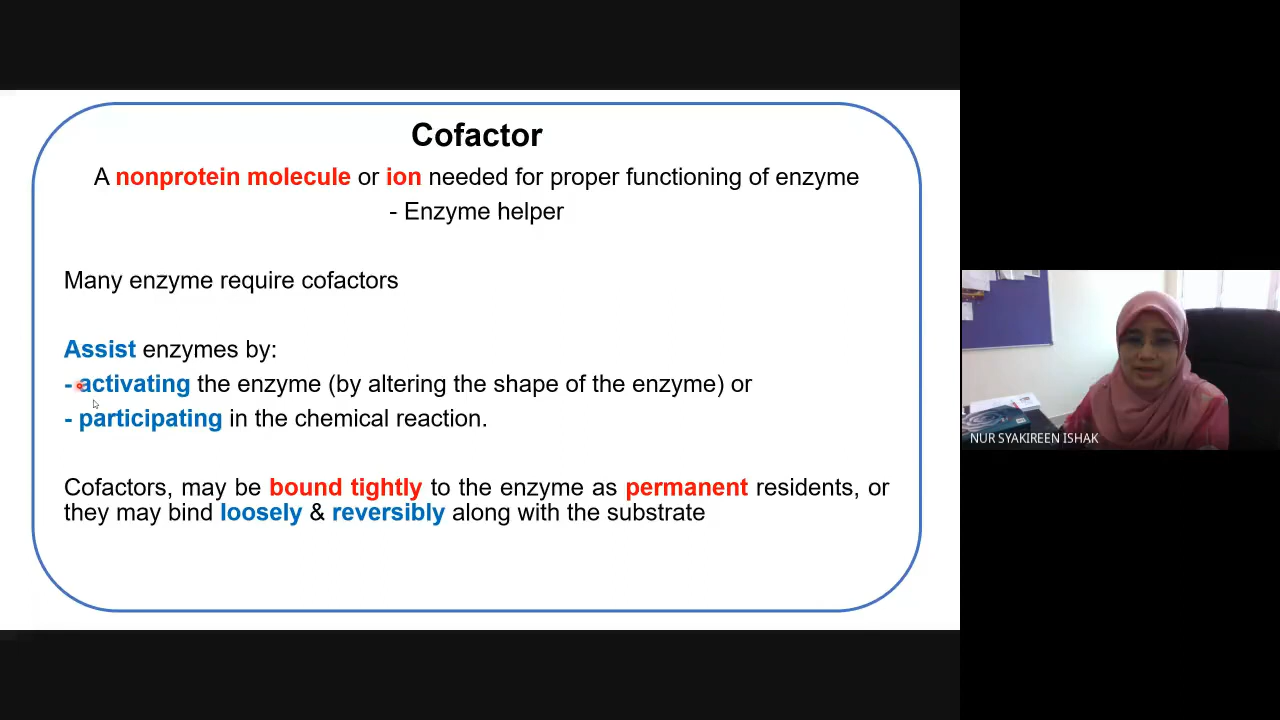 Cofactor
A nonprotein molecule or ion needed for proper functioning of enzyme
- Enzyme helper
Many enzyme require cofactors
Assist enzymes by:
- activating the enzyme (by altering the shape of the enzyme) or
- participating in the chemical reaction.
Cofactors, may be bound tightly to the enzyme as permanent residents, or
they may bind loosely & reversibly along with the substrate
NUR SYAKIREEN ISHAK